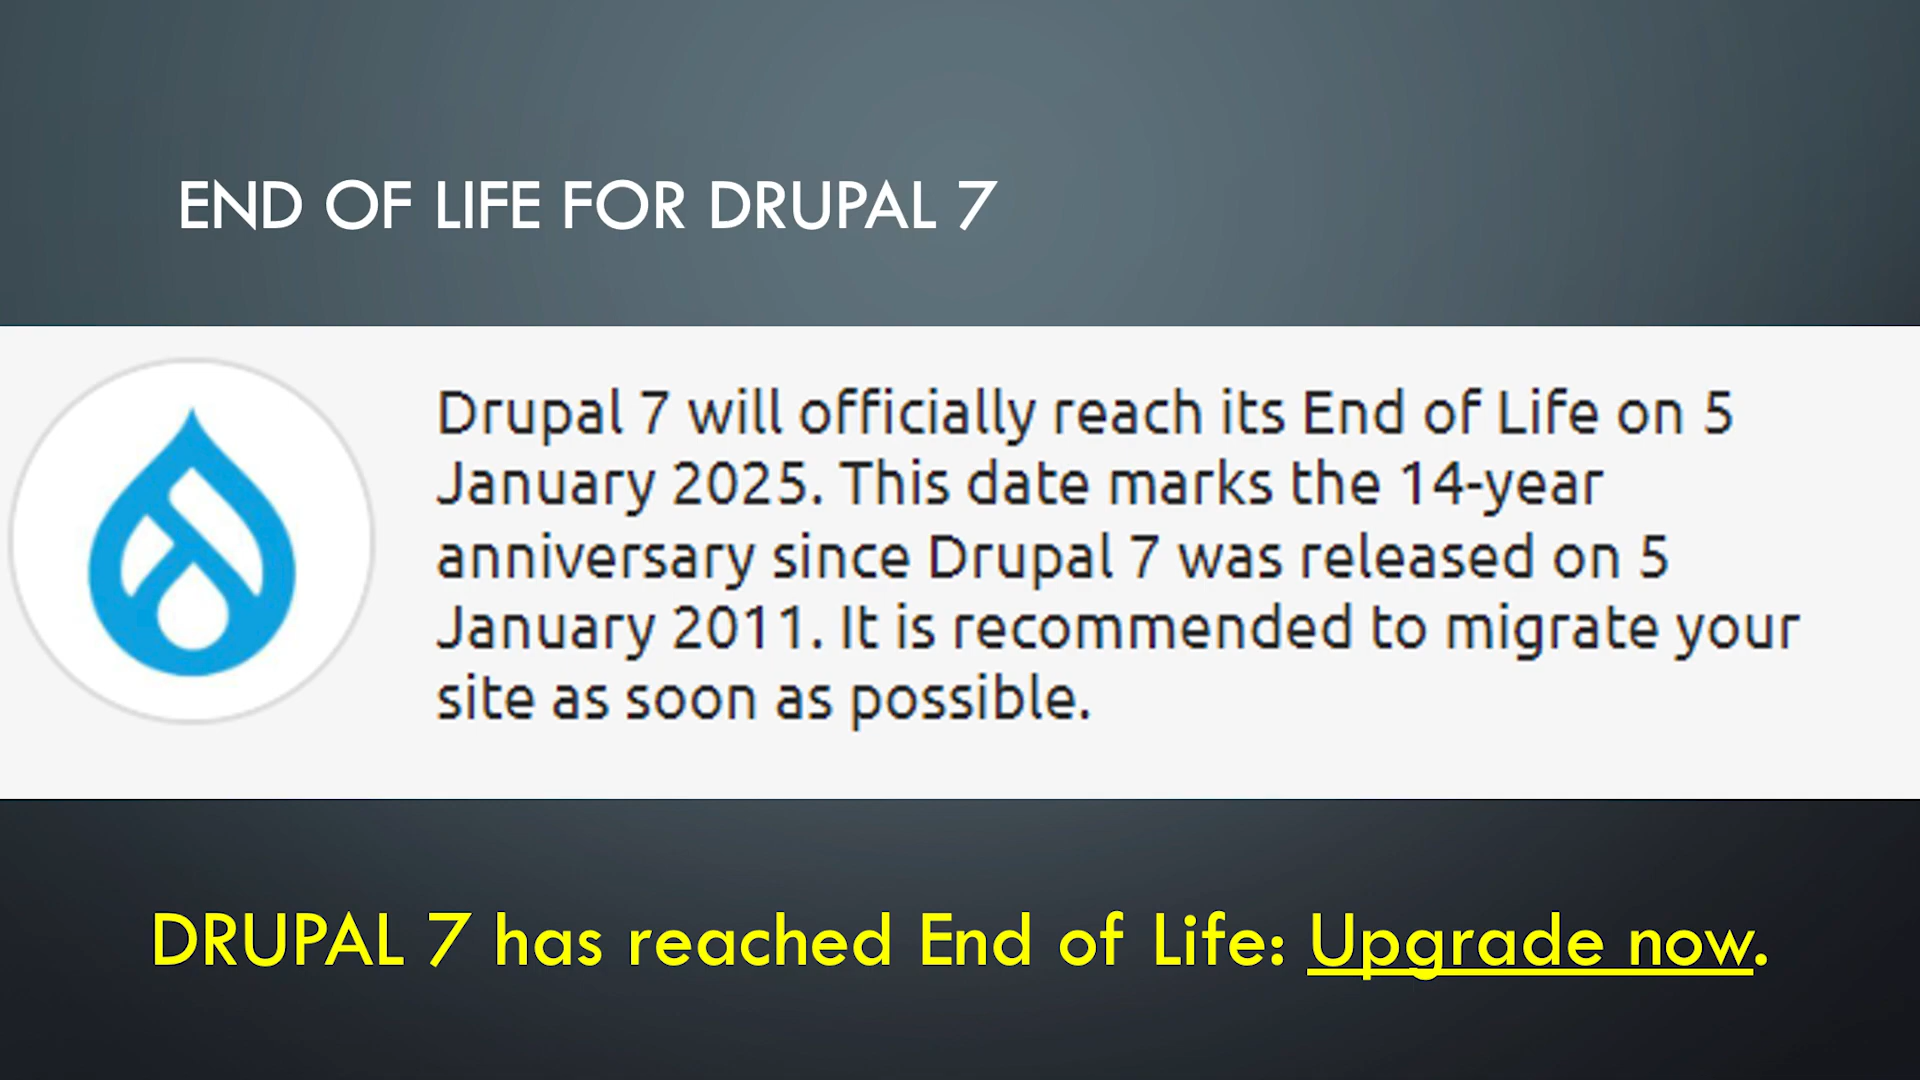 END OF LIFE FOR DRUPAL 7
Drupal 7 will officially reach its End of Life on 5
January 2025. This date marks the 14-year
anniversary since Drupal 7 was released on 5
January 2011. It is recommended to migrate your
site as soon as possible.
DRUPAL 7 has reached End of Life: Upgrade now.